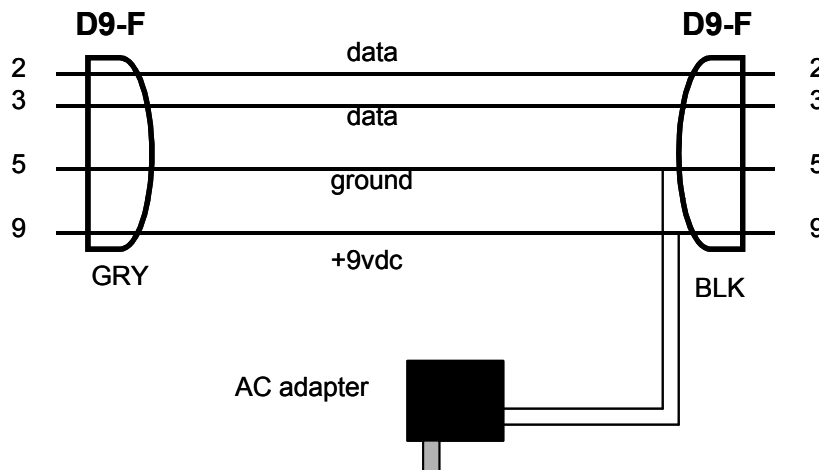 D9-F D9-F
2 data 2
3 data 3
5 ground 5
9 +9vdc 9
GRY BLK
AC adapter